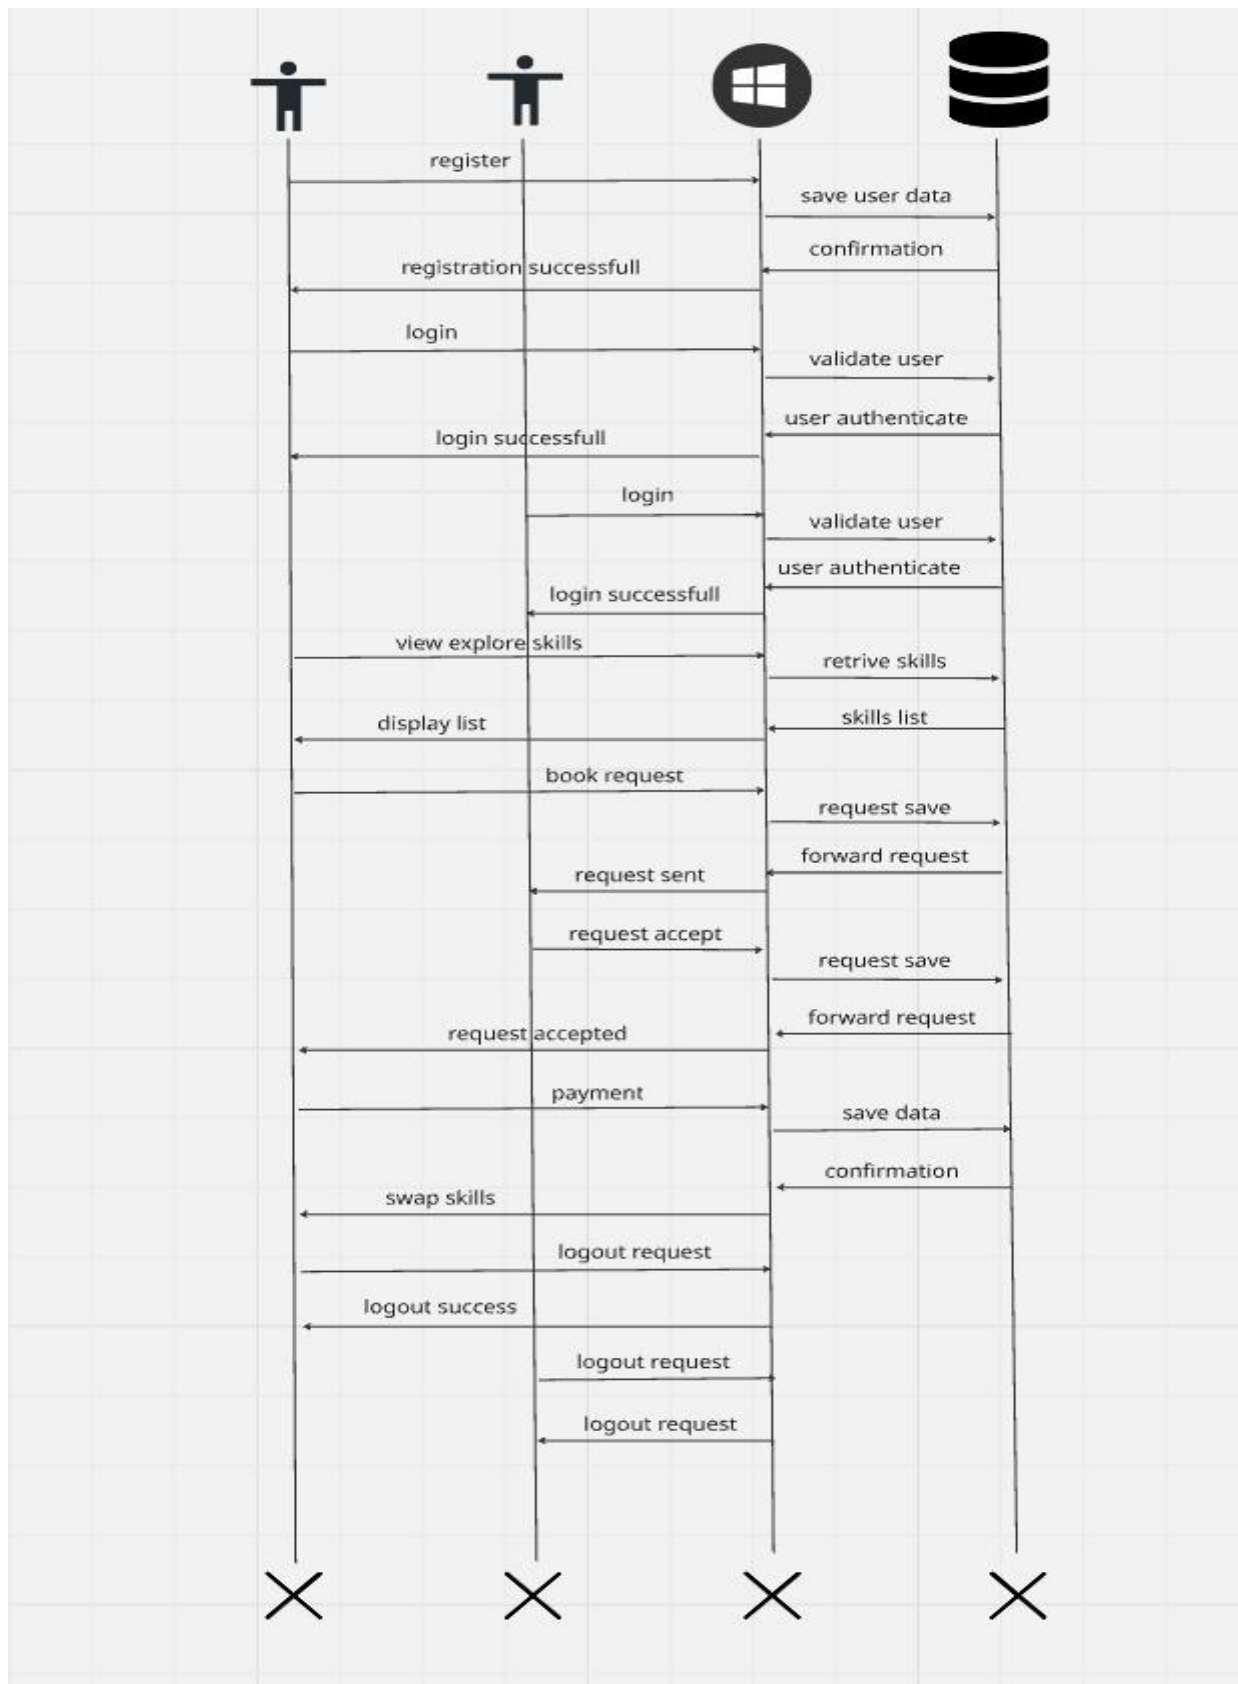 register
save user data
confirmation
registration successfull
login
validate user
user authenticate
login successfull
login
validate user
user authenticate
login successfull
view explore skills
retrive skills
skills list
display list
book request
request save
forward request
request sent
request accept
request save
forward request
request accepted
payment
save data
confirmation
swap skills
logout request
logout success
logout request
logout request